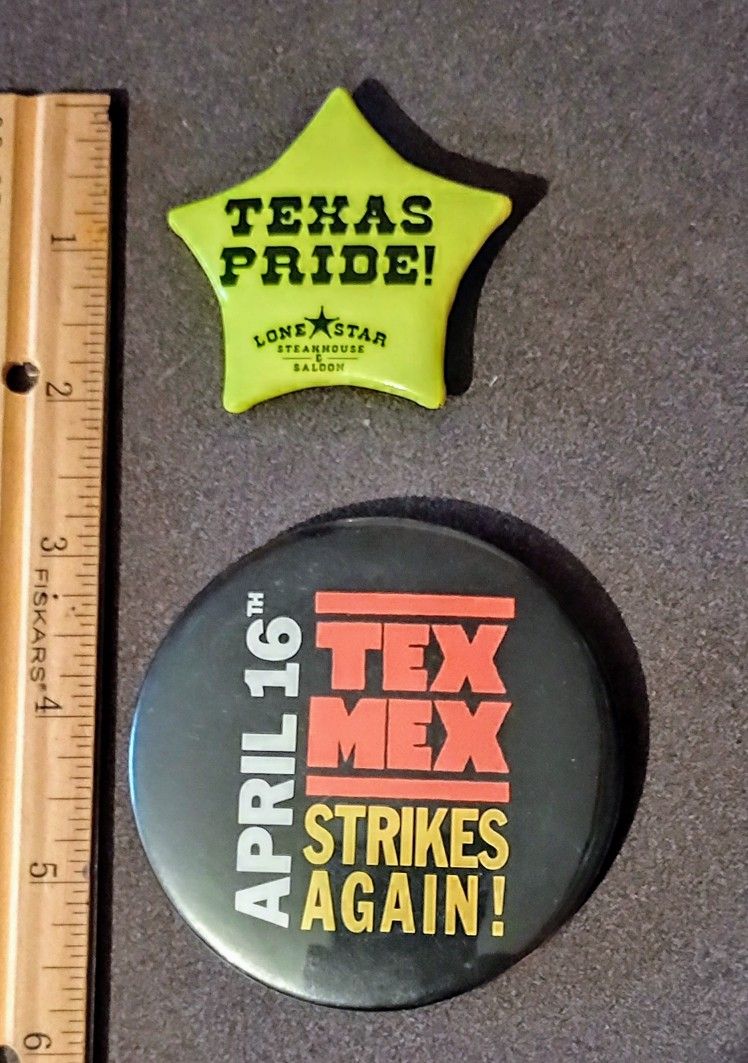 TEXAS
PRIDE!
LONE STAR
STEAKHOUSE
&
SALOON
1
2
3
FISKARS®
4
5
6
APRIL 16TH
TEX
MEX
STRIKES
AGAIN!